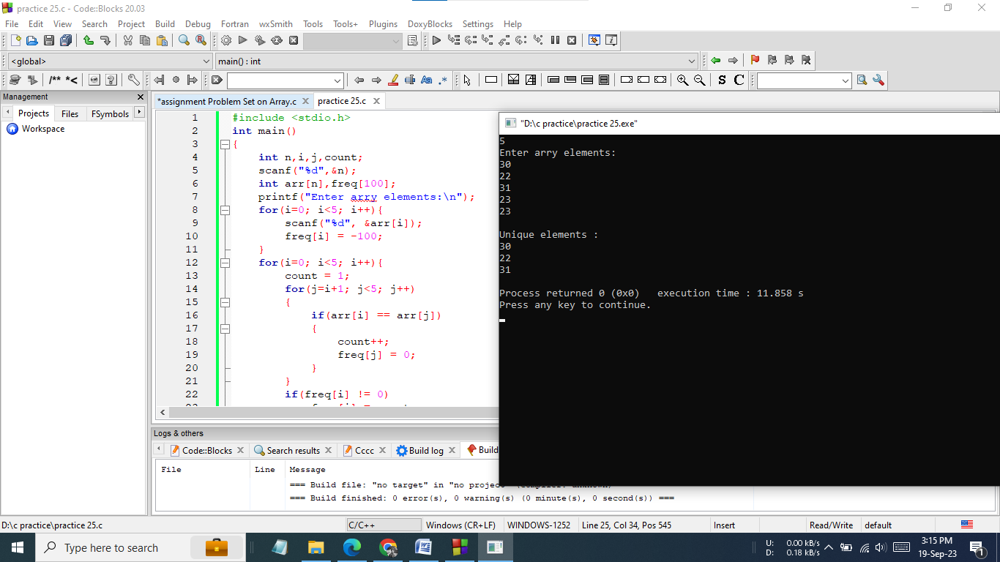 practice 25.c - Code::Blocks 20.03
File Edit View Search Project Build Debug Fortran wxSmith Tools Tools+ Plugins DoxyBlocks Settings Help
<global> main() : int
/** *< Aa .* S C
Management
Projects Files FSymbols
Workspace
*assignment Problem Set on Array.c practice 25.c
1 #include <stdio.h>
2 int main()
3 {
4 int n,i,j,count;
5 scanf("%d",&n);
6 int arr[n],freq[100];
7 printf("Enter arry elements:\n");
8 for(i=0; i<5; i++){
9 scanf("%d", &arr[i]);
10 freq[i] = -100;
11 }
12 for(i=0; i<5; i++){
13 count = 1;
14 for(j=i+1; j<5; j++)
15 {
16 if(arr[i] == arr[j])
17 {
18 count++;
19 freq[j] = 0;
20 }
21 }
22 if(freq[i] != 0)
"D:\c practice\practice 25.exe"
5
Enter arry elements:
30
22
31
23
23
Unique elements :
30
22
31
Process returned 0 (0x0) execution time : 11.858 s
Press any key to continue.
Logs & others
Code::Blocks Search results Cccc Build log Build
File Line Message
=== Build file: "no target" in "no project" (compiler: unknown)
=== Build finished: 0 error(s), 0 warning(s) (0 minute(s), 0 second(s)) ===
D:\c practice\practice 25.c C/C++ Windows (CR+LF) WINDOWS-1252 Line 25, Col 34, Pos 545 Insert Read/Write default
Type here to search
U: 0.00 kB/s
D: 0.18 kB/s
3:15 PM
19-Sep-23
1